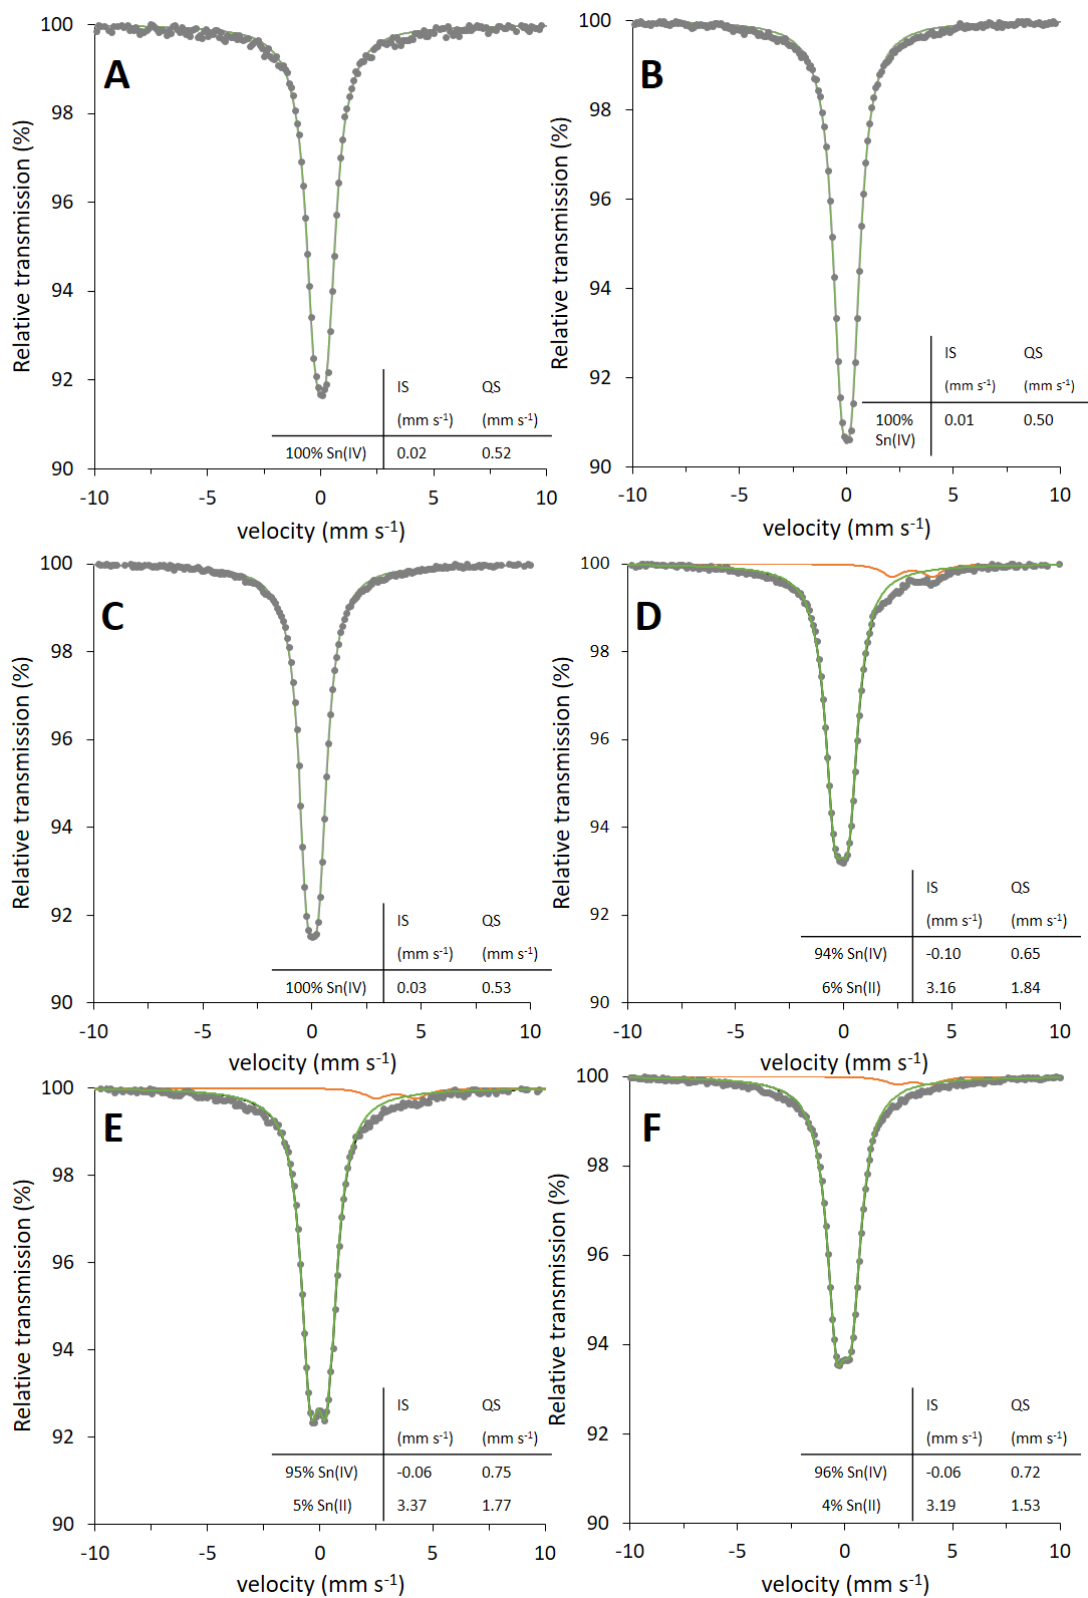 A
Relative transmission (%)
100
98
96
94
92
90
-10
-5
0
5
10
velocity (mm s⁻¹)
IS QS
(mm s⁻¹) (mm s⁻¹)
100% Sn(IV) 0.02 0.52
B
Relative transmission (%)
100
98
96
94
92
90
-10
-5
0
5
10
velocity (mm s⁻¹)
IS QS
(mm s⁻¹) (mm s⁻¹)
100% 0.01 0.50
Sn(IV)
C
Relative transmission (%)
100
98
96
94
92
90
-10
-5
0
5
10
velocity (mm s⁻¹)
IS QS
(mm s⁻¹) (mm s⁻¹)
100% Sn(IV) 0.03 0.53
D
Relative transmission (%)
100
98
96
94
92
90
-10
-5
0
5
10
velocity (mm s⁻¹)
IS QS
(mm s⁻¹) (mm s⁻¹)
94% Sn(IV) -0.10 0.65
6% Sn(II) 3.16 1.84
E
Relative transmission (%)
100
98
96
94
92
90
-10
-5
0
5
10
velocity (mm s⁻¹)
IS QS
(mm s⁻¹) (mm s⁻¹)
95% Sn(IV) -0.06 0.75
5% Sn(II) 3.37 1.77
F
Relative transmission (%)
100
98
96
94
92
90
-10
-5
0
5
10
velocity (mm s⁻¹)
IS QS
(mm s⁻¹) (mm s⁻¹)
96% Sn(IV) -0.06 0.72
4% Sn(II) 3.19 1.53